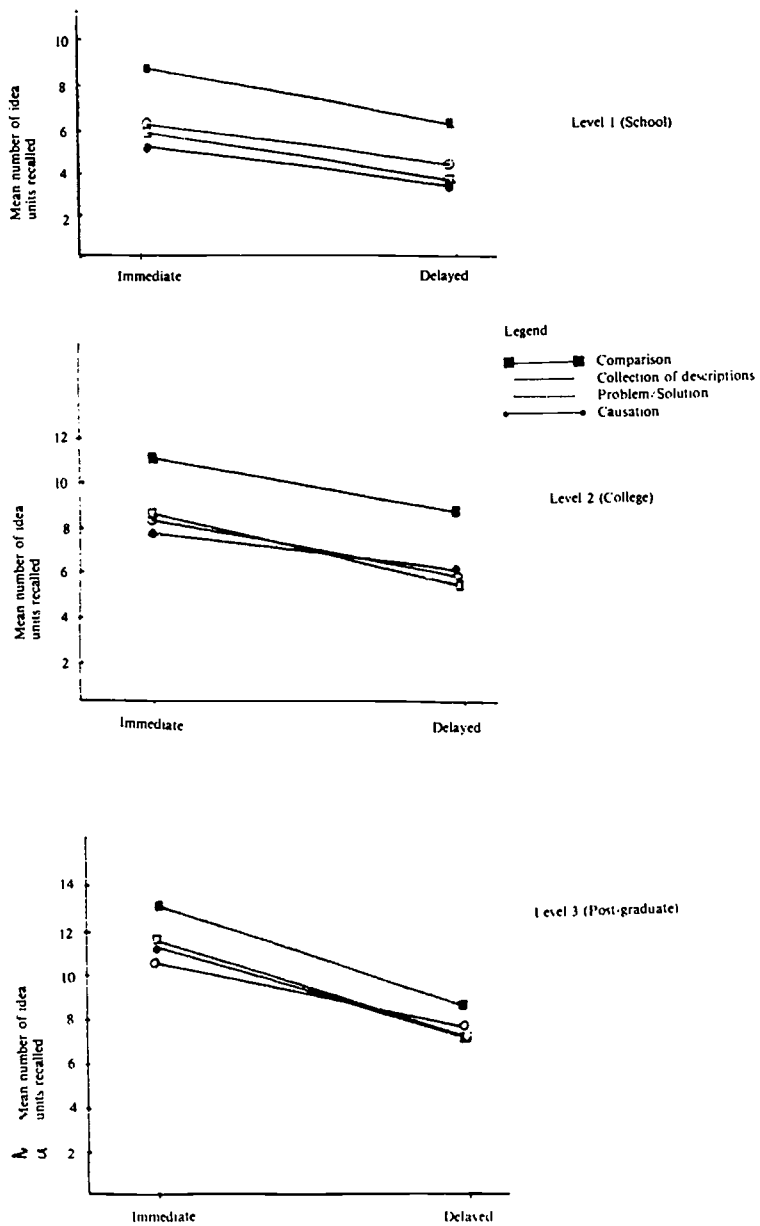 10
8
6
4
2
Mean number of idea
units recalled
Immediate
Delayed
Level 1 (School)
Legend
Comparison
Collection of descriptions
Problem/Solution
Causation
12
10
8
6
4
2
Mean number of idea
units recalled
Immediate
Delayed
Level 2 (College)
14
12
10
8
6
4
2
Mean number of idea
units recalled
Immediate
Delayed
Level 3 (Post-graduate)